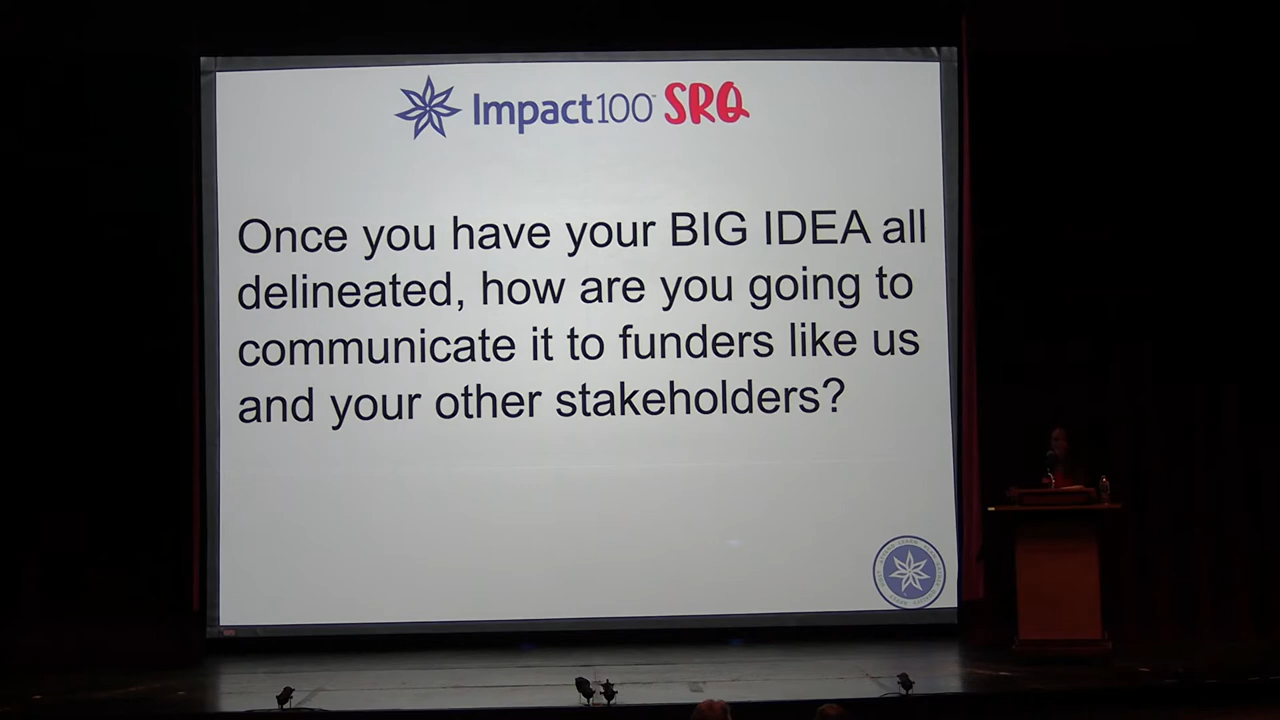 Impact100™ SRQ
Once you have your BIG IDEA all
delineated, how are you going to
communicate it to funders like us
and your other stakeholders?